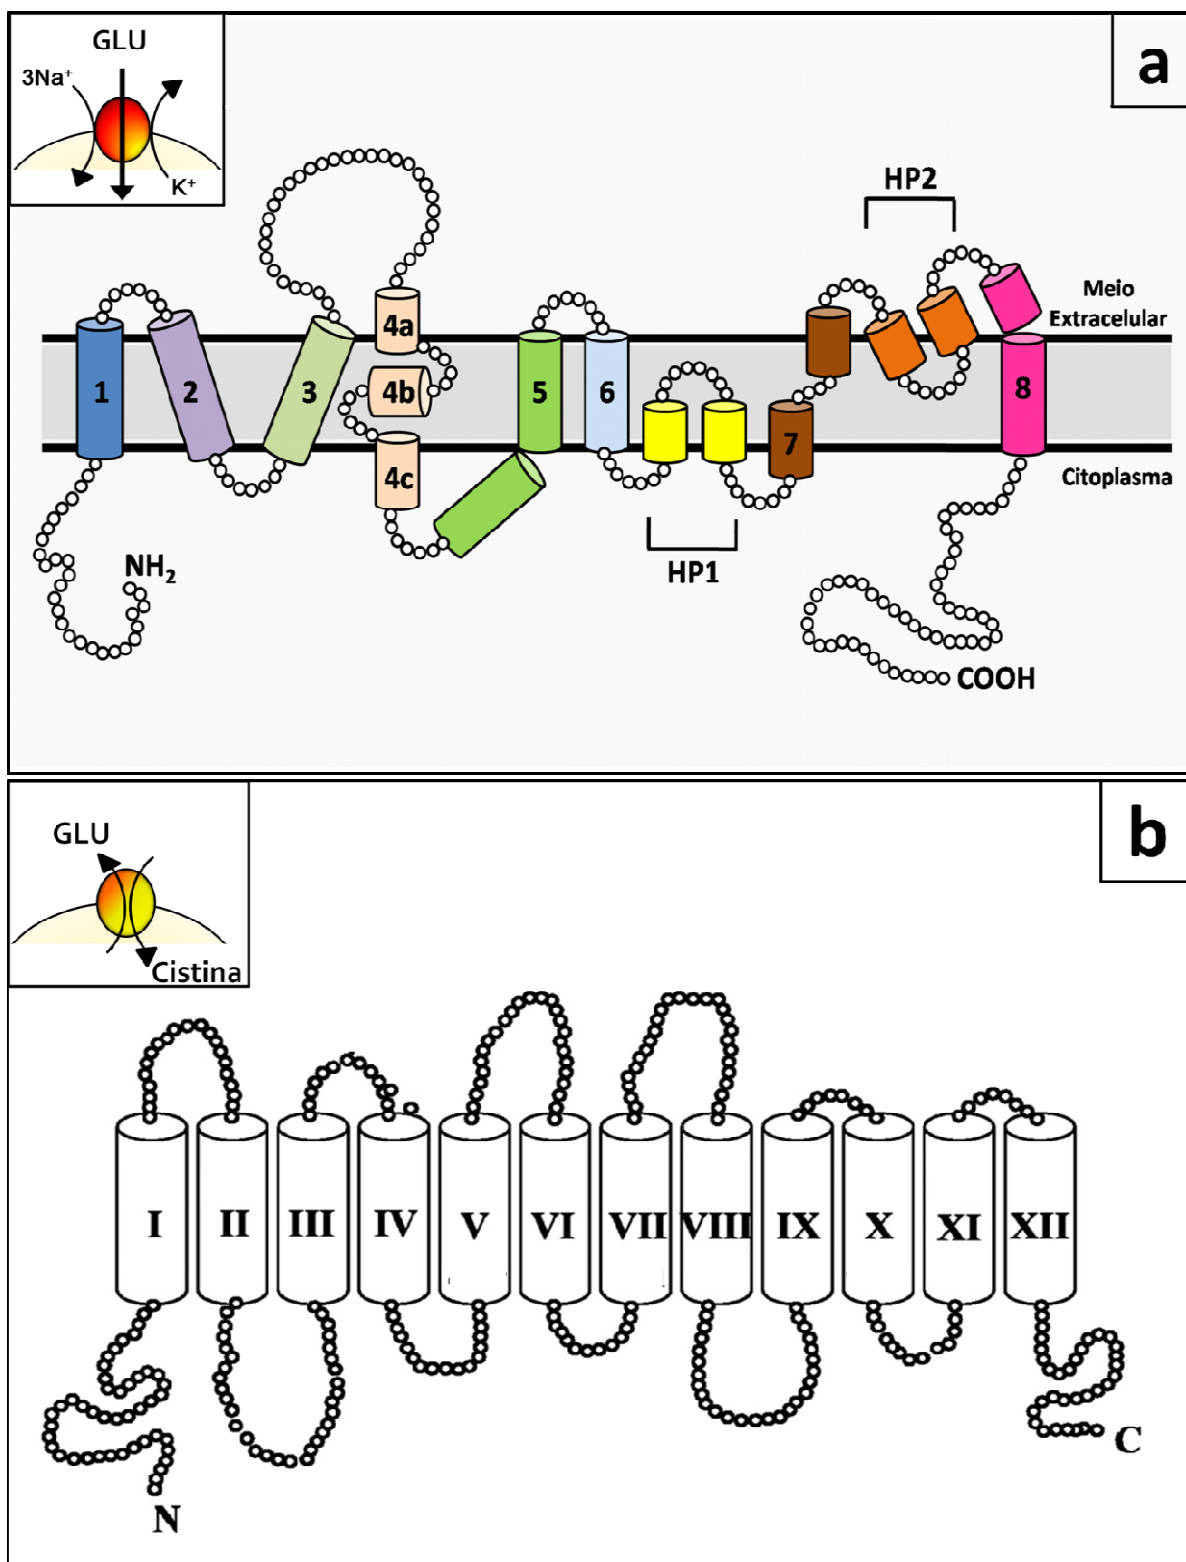 a
GLU
3Na⁺
K⁺
HP2
Meio
Extracelular
4a
1
2
3
4b
5
6
8
7
4c
Citoplasma
NH₂
HP1
COOH
b
GLU
Cistina
I
II
III
IV
V
VI
VII
VIII
IX
X
XI
XII
C
N